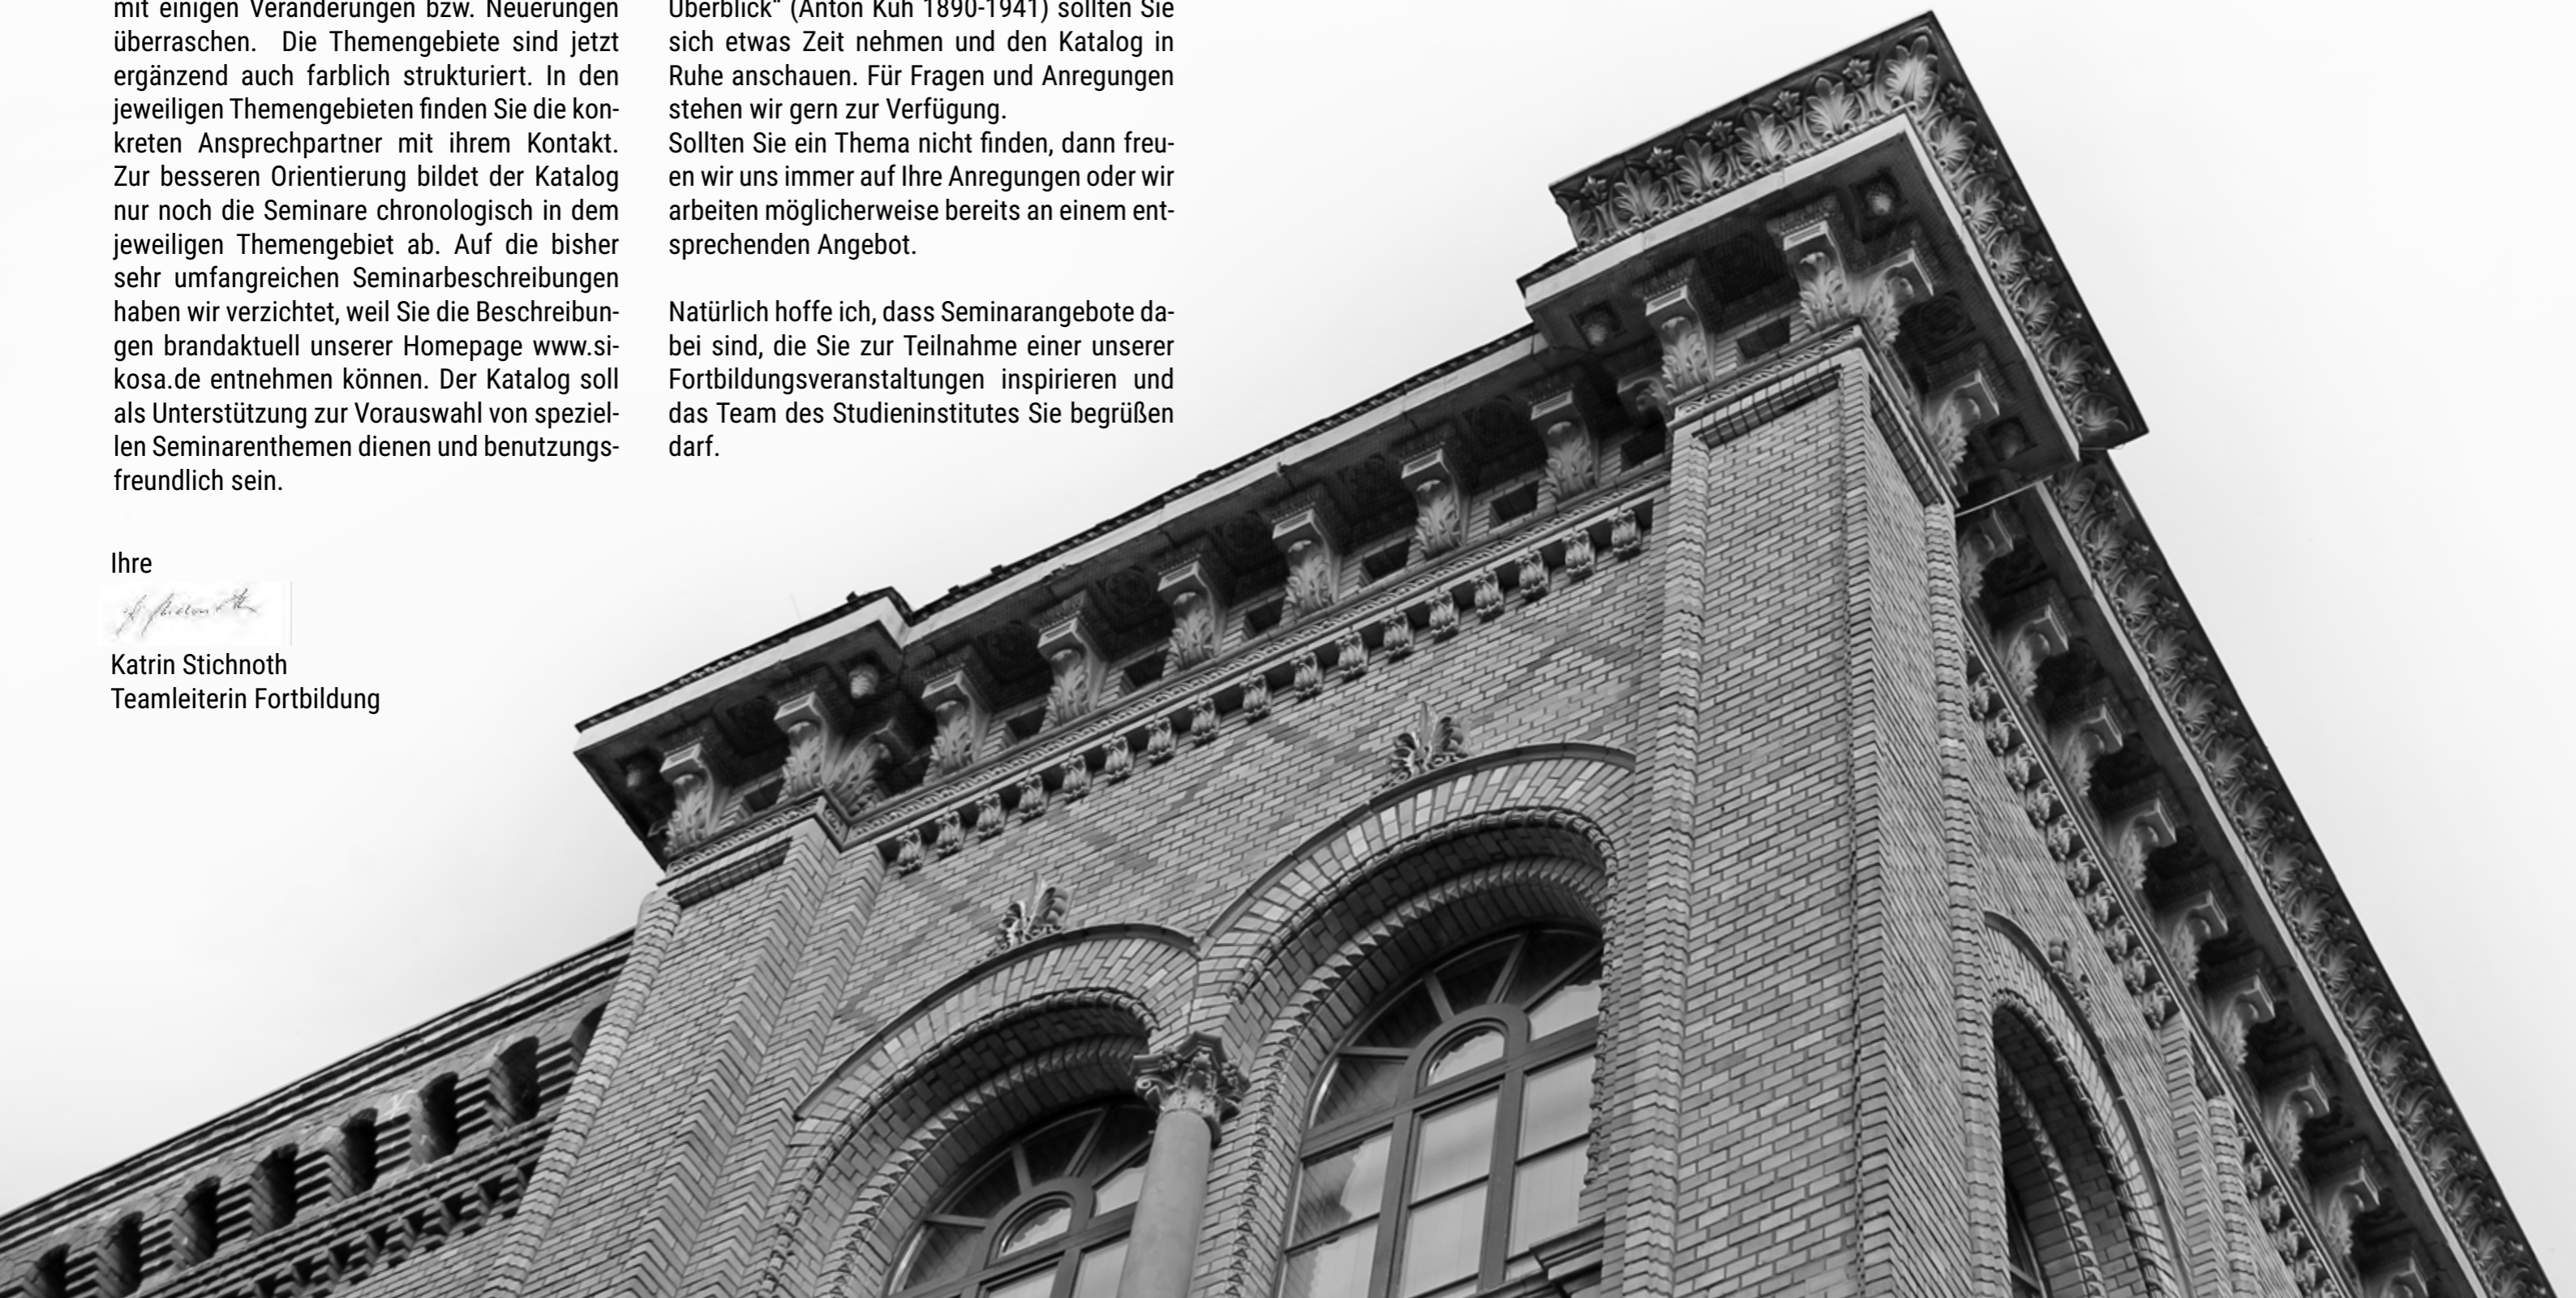 mit einigen Veränderungen bzw. Neuerungen
überraschen. Die Themengebiete sind jetzt
ergänzend auch farblich strukturiert. In den
jeweiligen Themengebieten finden Sie die kon-
kreten Ansprechpartner mit ihrem Kontakt.
Zur besseren Orientierung bildet der Katalog
nur noch die Seminare chronologisch in dem
jeweiligen Themengebiet ab. Auf die bisher
sehr umfangreichen Seminarbeschreibungen
haben wir verzichtet, weil Sie die Beschreibun-
gen brandaktuell unserer Homepage www.si-
kosa.de entnehmen können. Der Katalog soll
als Unterstützung zur Vorauswahl von speziel-
len Seminarenthemen dienen und benutzungs-
freundlich sein.
Überblick“ (Anton Kuh 1890-1941) sollten Sie
sich etwas Zeit nehmen und den Katalog in
Ruhe anschauen. Für Fragen und Anregungen
stehen wir gern zur Verfügung.
Sollten Sie ein Thema nicht finden, dann freu-
en wir uns immer auf Ihre Anregungen oder wir
arbeiten möglicherweise bereits an einem ent-
sprechenden Angebot.
Natürlich hoffe ich, dass Seminarangebote da-
bei sind, die Sie zur Teilnahme einer unserer
Fortbildungsveranstaltungen inspirieren und
das Team des Studieninstitutes Sie begrüßen
darf.
Ihre
Katrin Stichnoth
Teamleiterin Fortbildung